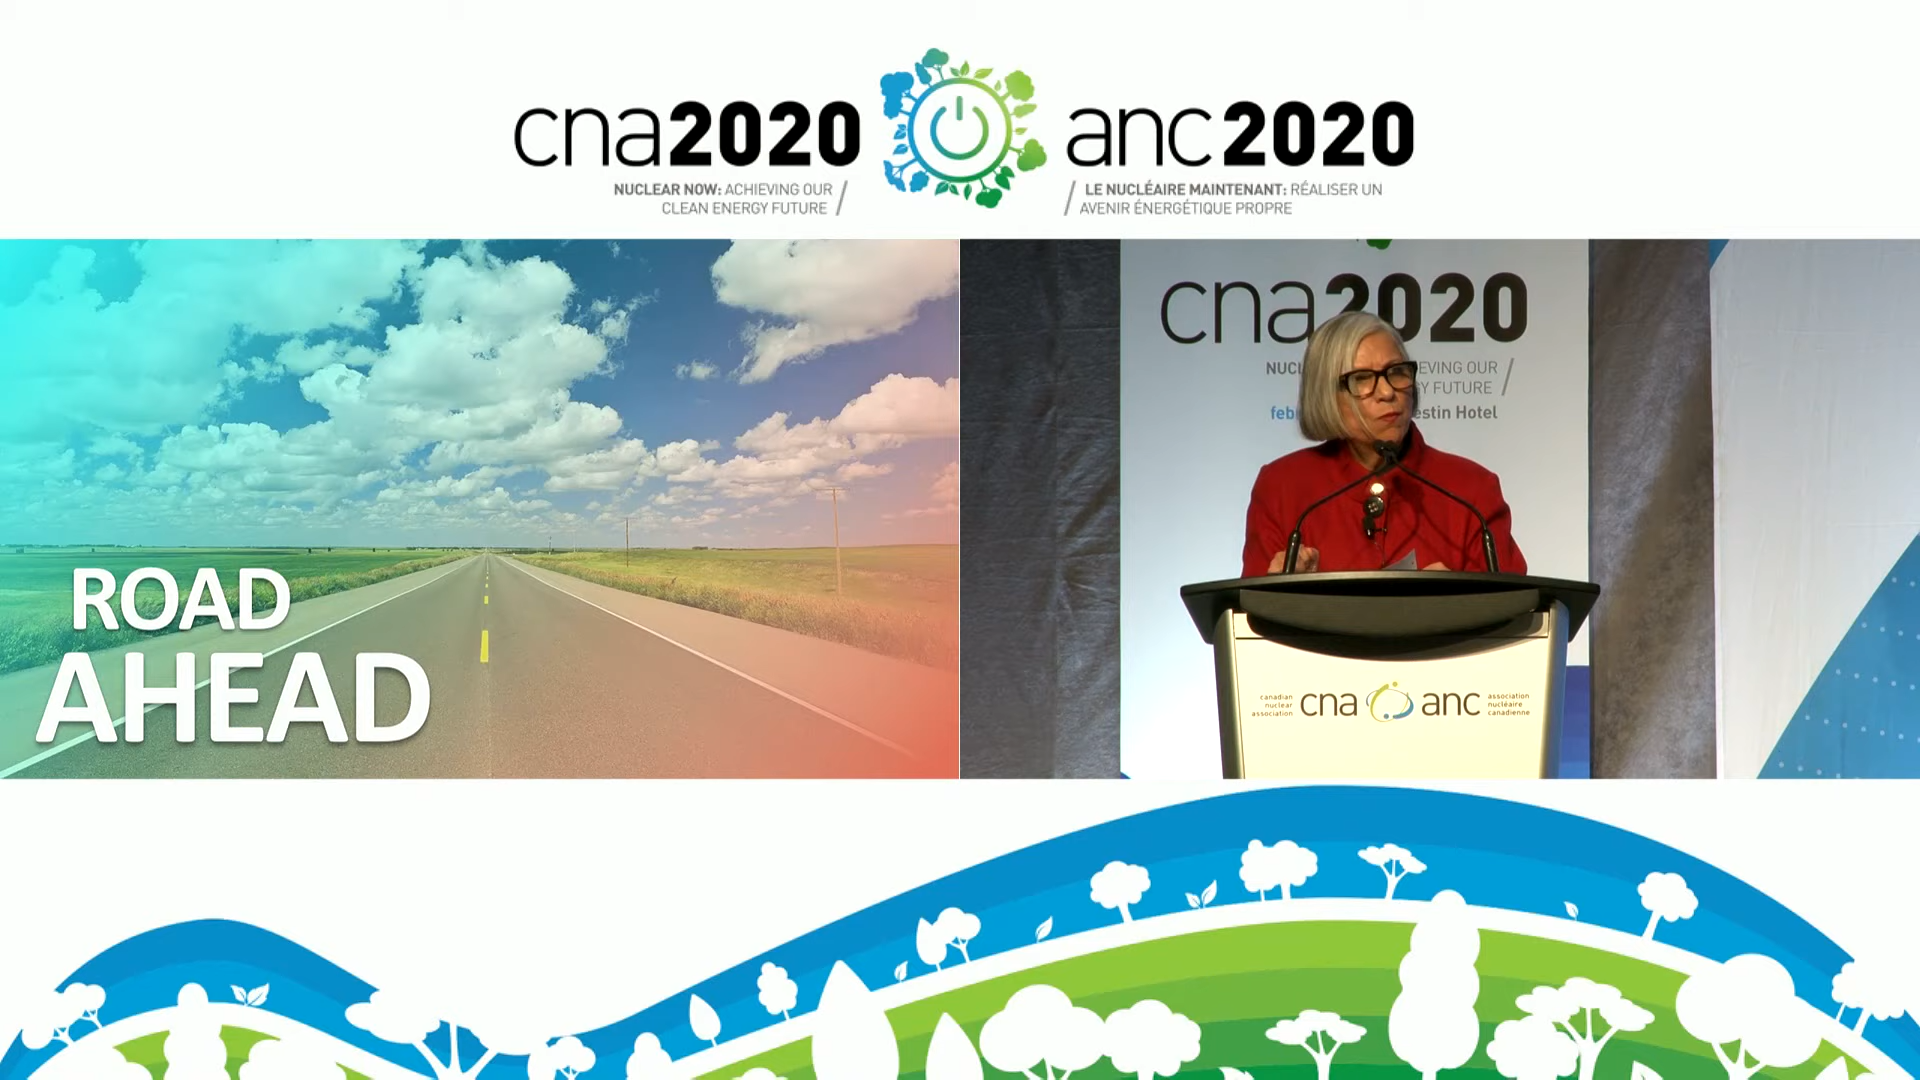 cna2020
NUCLEAR NOW: ACHIEVING OUR
CLEAN ENERGY FUTURE
anc2020
LE NUCLÉAIRE MAINTENANT: RÉALISER UN
AVENIR ÉNERGÉTIQUE PROPRE
ROAD
AHEAD
cna2020
NUCL EVING OUR
GY FUTURE
feb estin Hotel
canadian
nuclear
association
cna anc
association
nucléaire
canadienne